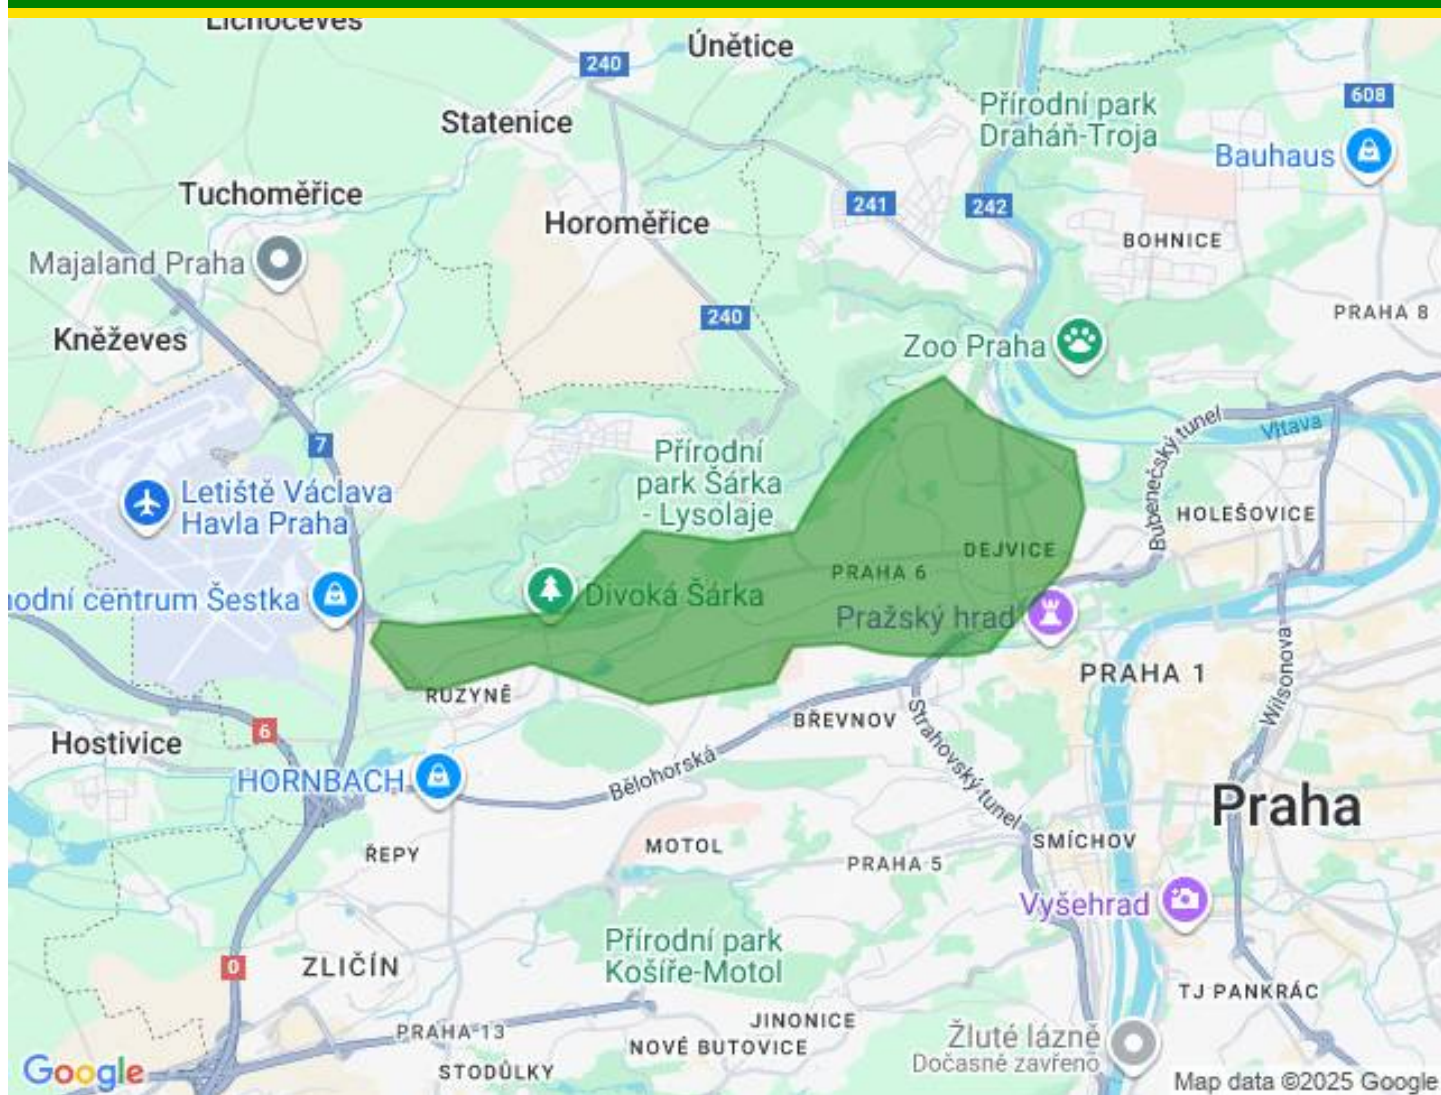 Lichoceves
Únětice
240
Statenice
Přírodní park
Draháň-Troja
608
Bauhaus
Tuchoměřice
Horoměřice
241
242
BOHNICE
Majaland Praha
Kněževes
240
PRAHA 8
Zoo Praha
7
Přírodní
park Šárka
- Lysolaje
Bubenečský tunel
Vltava
Letiště Václava
Havla Praha
HOLEŠOVICE
DEJVICE
PRAHA 6
odní centrum Šestka
Divoká Šárka
Pražský hrad
RUZYNĚ
PRAHA 1
Wilsonova
6
BŘEVNOV
Strahovský tunel
Hostivice
HORNBACH
Bělohorská
Praha
ŘEPY
MOTOL
PRAHA 5
SMÍCHOV
Vyšehrad
Přírodní park
Košíře-Motol
0
ZLIČÍN
TJ PANKRÁC
PRAHA 13
JINONICE
NOVÉ BUTOVICE
Žluté lázně
Dočasně zavřeno
STODŮLKY
Google
Map data ©2025 Google